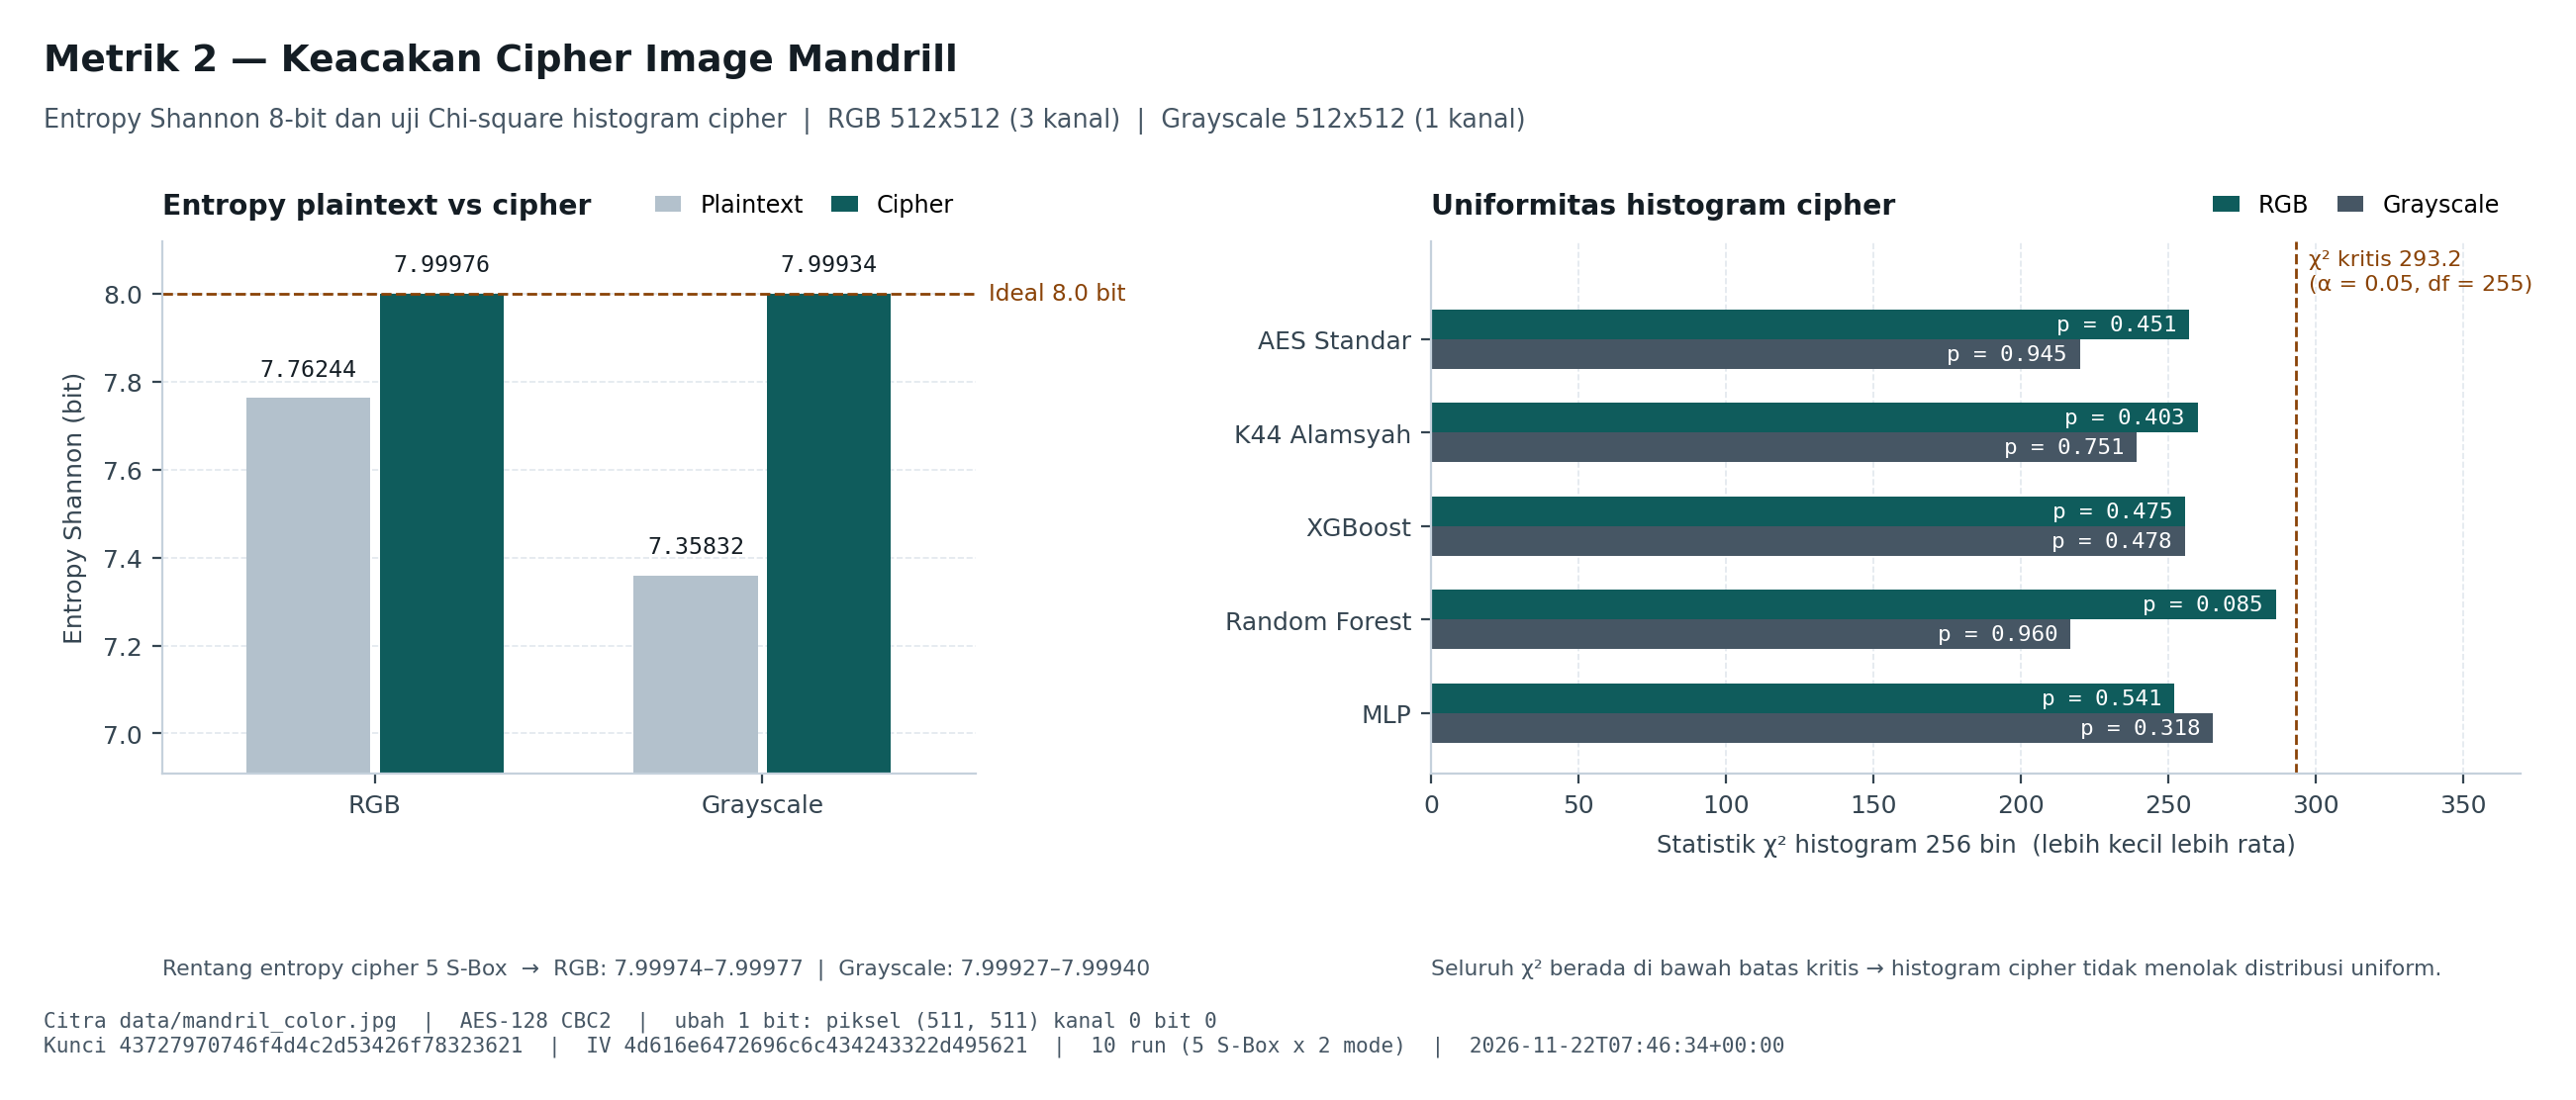 Metrik 2 — Keacakan Cipher Image Mandrill
Entropy Shannon 8-bit dan uji Chi-square histogram cipher | RGB 512x512 (3 kanal) | Grayscale 512x512 (1 kanal)
Entropy plaintext vs cipher
Plaintext
Cipher
7.99976
7.99934
Ideal 8.0 bit
7.76244
7.35832
8.0
7.8
7.6
7.4
7.2
7.0
Entropy Shannon (bit)
RGB
Grayscale
Rentang entropy cipher 5 S-Box → RGB: 7.99974–7.99977 | Grayscale: 7.99927–7.99940
Uniformitas histogram cipher
RGB
Grayscale
χ² kritis 293.2
(α = 0.05, df = 255)
AES Standar
p = 0.451
p = 0.945
K44 Alamsyah
p = 0.403
p = 0.751
XGBoost
p = 0.475
p = 0.478
Random Forest
p = 0.085
p = 0.960
MLP
p = 0.541
p = 0.318
0
50
100
150
200
250
300
350
Statistik χ² histogram 256 bin (lebih kecil lebih rata)
Seluruh χ² berada di bawah batas kritis → histogram cipher tidak menolak distribusi uniform.
Citra data/mandril_color.jpg | AES-128 CBC2 | ubah 1 bit: piksel (511, 511) kanal 0 bit 0
Kunci 43727970746f4d4c2d53426f78323621 | IV 4d616e6472696c6c434243322d495621 | 10 run (5 S-Box x 2 mode) | 2026-11-22T07:46:34+00:00